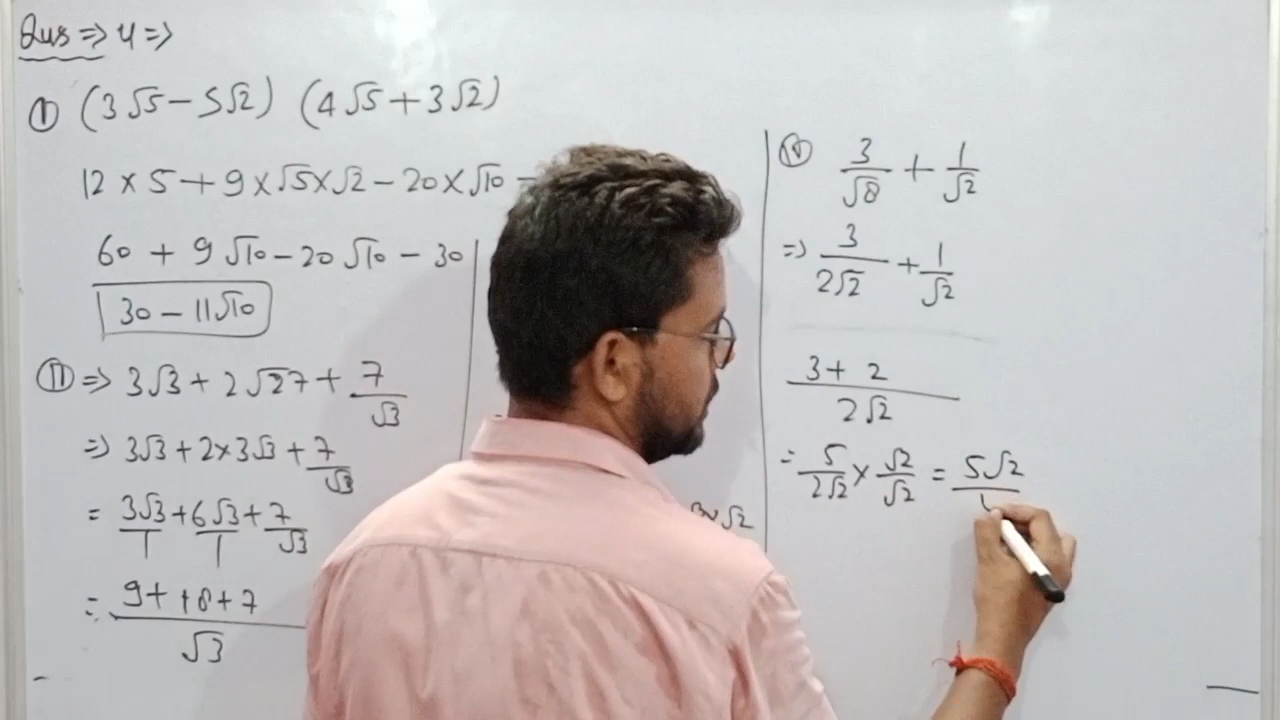 Qus ⇒ 4 ⇒
① (3√5 − 5√2) (4√5 + 3√2)
12 × 5 + 9 × √5 × √2 − 20 × √10 −
60 + 9√10 − 20√10 − 30
30 − 11√10
Ⅱ ⇒ 3√3 + 2√27 + 7/√3
⇒ 3√3 + 2×3√3 + 7/√3
= 3√3/1 + 6√3/1 + 7/√3
= 9 + 18 + 7 / √3
√2
Ⅳ 3/√8 + 1/√2
⇒ 3/2√2 + 1/√2
3 + 2 / 2√2
= 5/2√2 × √2/√2 = 5√2/